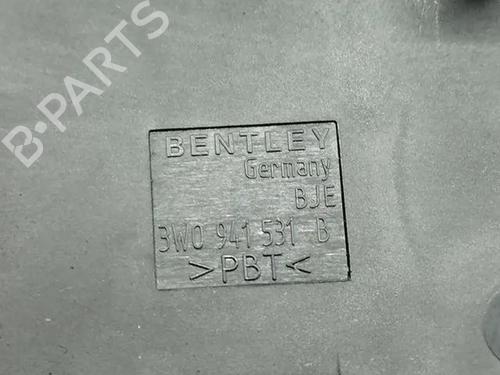 B-PARTS
BENTLEY
Germany
BJE
3W0 941 531 B
>PBT<